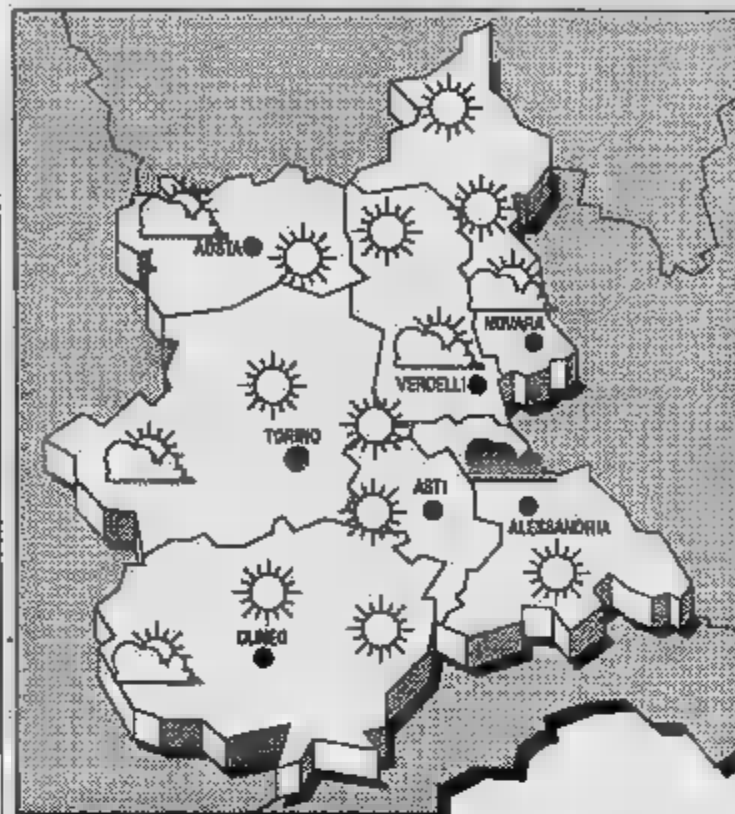 AOSTA
NOVARA
VERCELLI
TORINO
ASTI
ALESSANDRIA
CUNEO